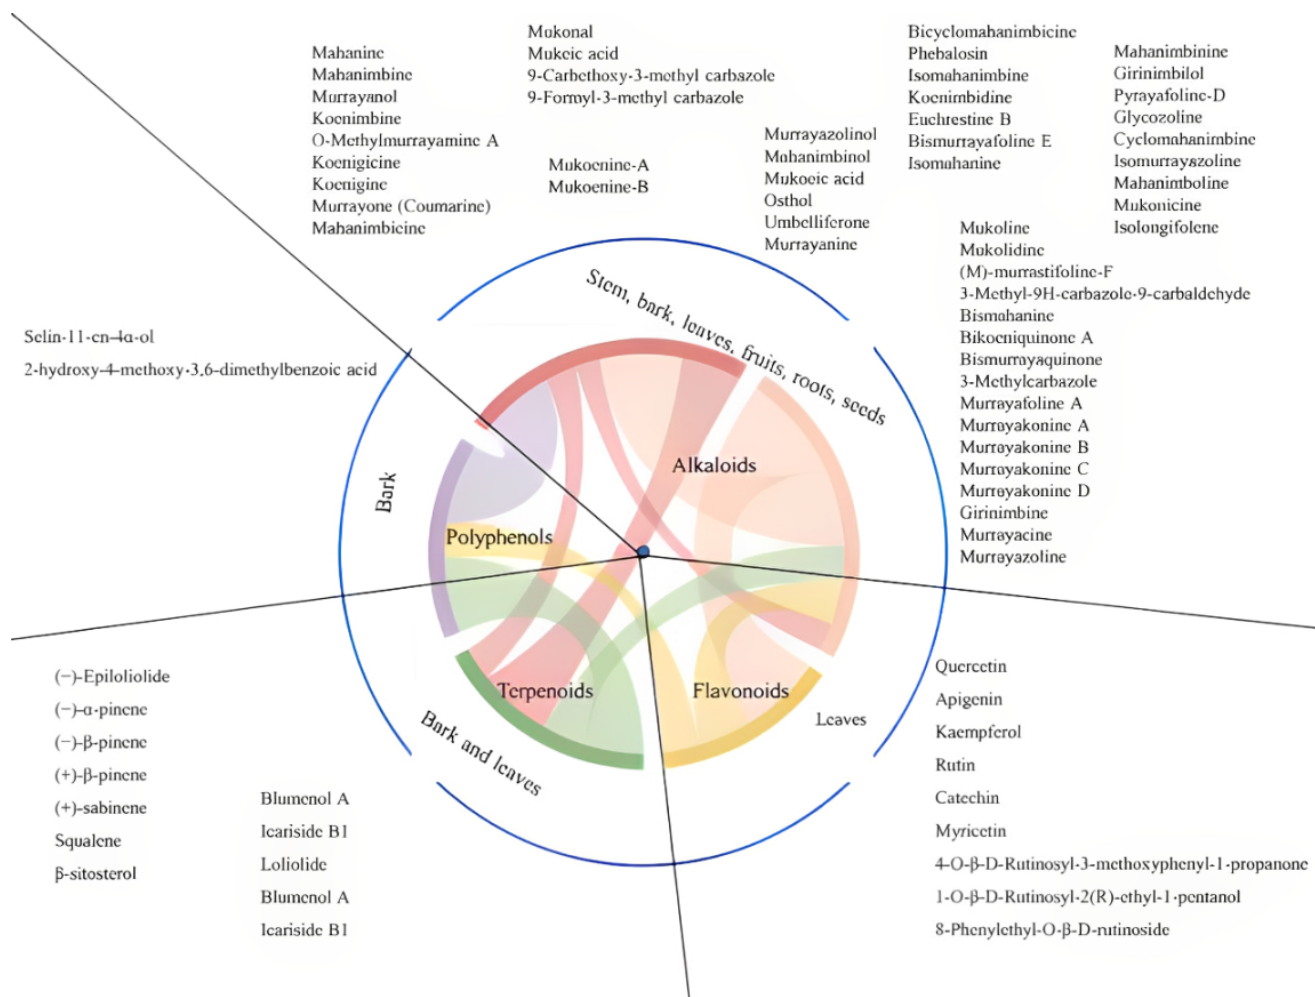 Mahanine
Mahanimbine
Murrayanol
Koenimbine
O-Methylmurrayamine A
Koenigicine
Koenigine
Murrayone (Coumarine)
Mahanimbicine
Mukonal
Mukeic acid
9-Carbethoxy-3-methyl carbazole
9-Formyl-3-methyl carbazole
Mukoenine-A
Mukoenine-B
Murrayazolinol
Mahanimbinol
Mukoeic acid
Osthol
Umbelliferone
Murrayanine
Bicyclomahanimbicine
Phebalosin
Isomahanimbine
Koenimbidine
Euchrestine B
Bismurrayafoline E
Isomahanine
Mahanimbinine
Girinimbilol
Pyrayafoline-D
Glycozoline
Cyclomahanimbine
Isomurrayazoline
Mahanimboline
Mukonicine
Isolongifolene
Mukoline
Mukolidine
(M)-murrastifoline-F
3-Methyl-9H-carbazole-9-carbaldehyde
Bismahanine
Bikoeniquinone A
Bismurrayaquinone
3-Methylcarbazole
Murrayafoline A
Murrayakonine A
Murrayakonine B
Murrayakonine C
Murrayakonine D
Girinimbine
Murrayacine
Murrayazoline
Stem, bark, leaves, fruits, roots, seeds
Alkaloids
Selin-11-en-4α-ol
2-hydroxy-4-methoxy-3,6-dimethylbenzoic acid
Bark
Polyphenols
Terpenoids
Bark and leaves
(−)-Epiloliolide
(−)-α-pinene
(−)-β-pinene
(+)-β-pinene
(+)-sabinene
Squalene
β-sitosterol
Blumenol A
Icariside B1
Loliolide
Blumenol A
Icariside B1
Flavonoids
Leaves
Quercetin
Apigenin
Kaempferol
Rutin
Catechin
Myricetin
4-O-β-D-Rutinosyl-3-methoxyphenyl-1-propanone
1-O-β-D-Rutinosyl-2(R)-ethyl-1-pentanol
8-Phenylethyl-O-β-D-rutinoside